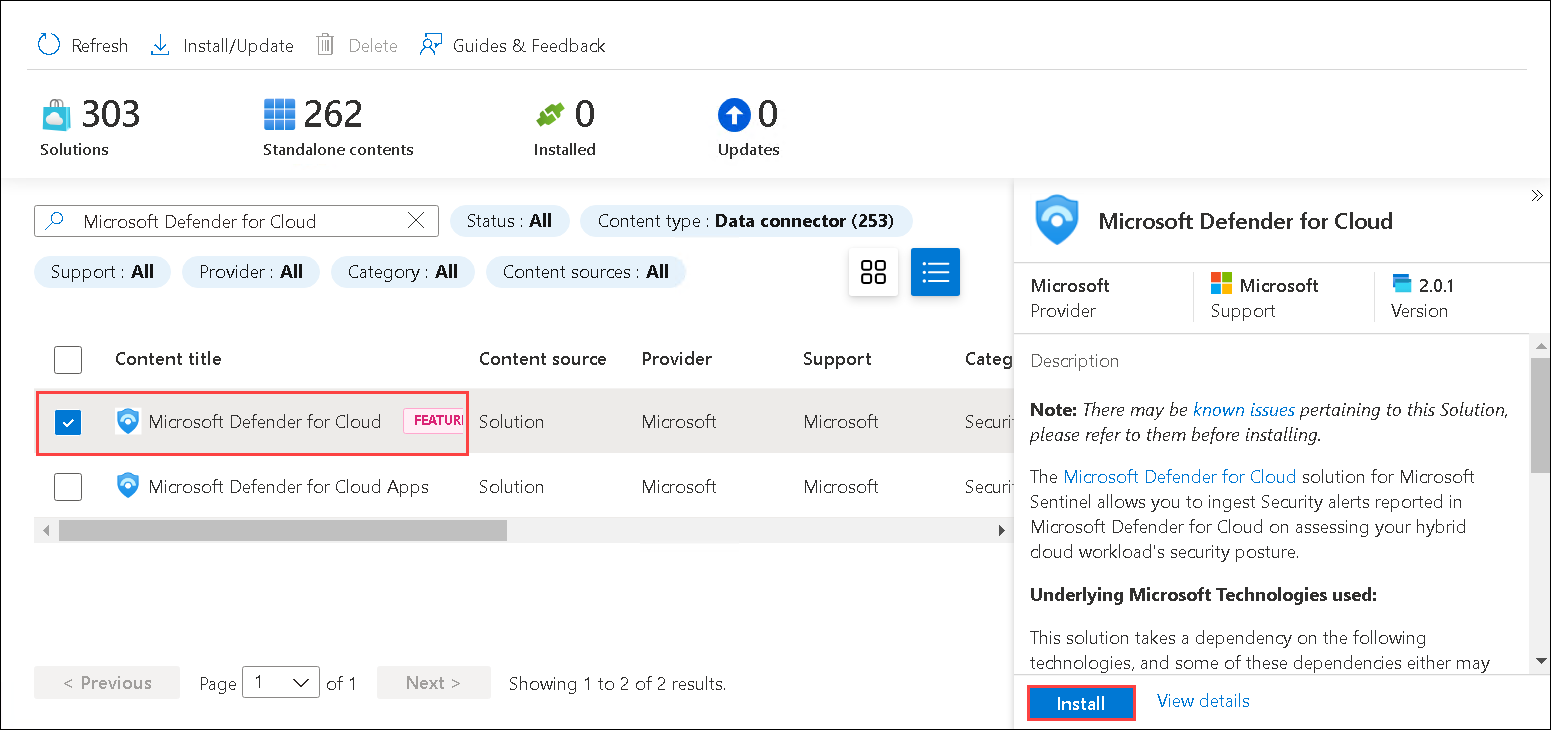 Refresh Install/Update Delete Guides & Feedback
303 262 0 0
Solutions Standalone contents Installed Updates
Microsoft Defender for Cloud Status : All Content type : Data connector (253)
Support : All Provider : All Category : All Content sources : All
Content title Content source Provider Support Categ
Microsoft Defender for Cloud FEATUR Solution Microsoft Microsoft Securi
Microsoft Defender for Cloud Apps Solution Microsoft Microsoft Securi
< Previous Page 1 of 1 Next > Showing 1 to 2 of 2 results.
Microsoft Defender for Cloud
Microsoft Microsoft 2.0.1
Provider Support Version
Description
Note: There may be known issues pertaining to this Solution,
please refer to them before installing.
The Microsoft Defender for Cloud solution for Microsoft
Sentinel allows you to ingest Security alerts reported in
Microsoft Defender for Cloud on assessing your hybrid
cloud workload's security posture.
Underlying Microsoft Technologies used:
This solution takes a dependency on the following
technologies, and some of these dependencies either may
Install View details